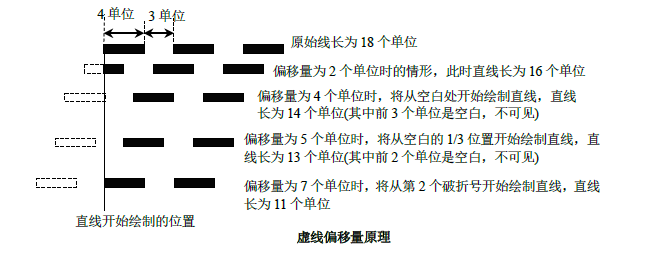 4 单位
3 单位
原始线长为 18 个单位
偏移量为 2 个单位时的情形，此时直线长为 16 个单位
偏移量为 4 个单位时，将从空白处开始绘制直线，直线
长为 14 个单位(其中前 3 个单位是空白，不可见)
偏移量为 5 个单位时，将从空白的 1/3 位置开始绘制直线，直
线长为 13 个单位(其中前 2 个单位是空白，不可见)
偏移量为 7 个单位时，将从第 2 个破折号开始绘制直线，直线
长为 11 个单位
直线开始绘制的位置
虚线偏移量原理